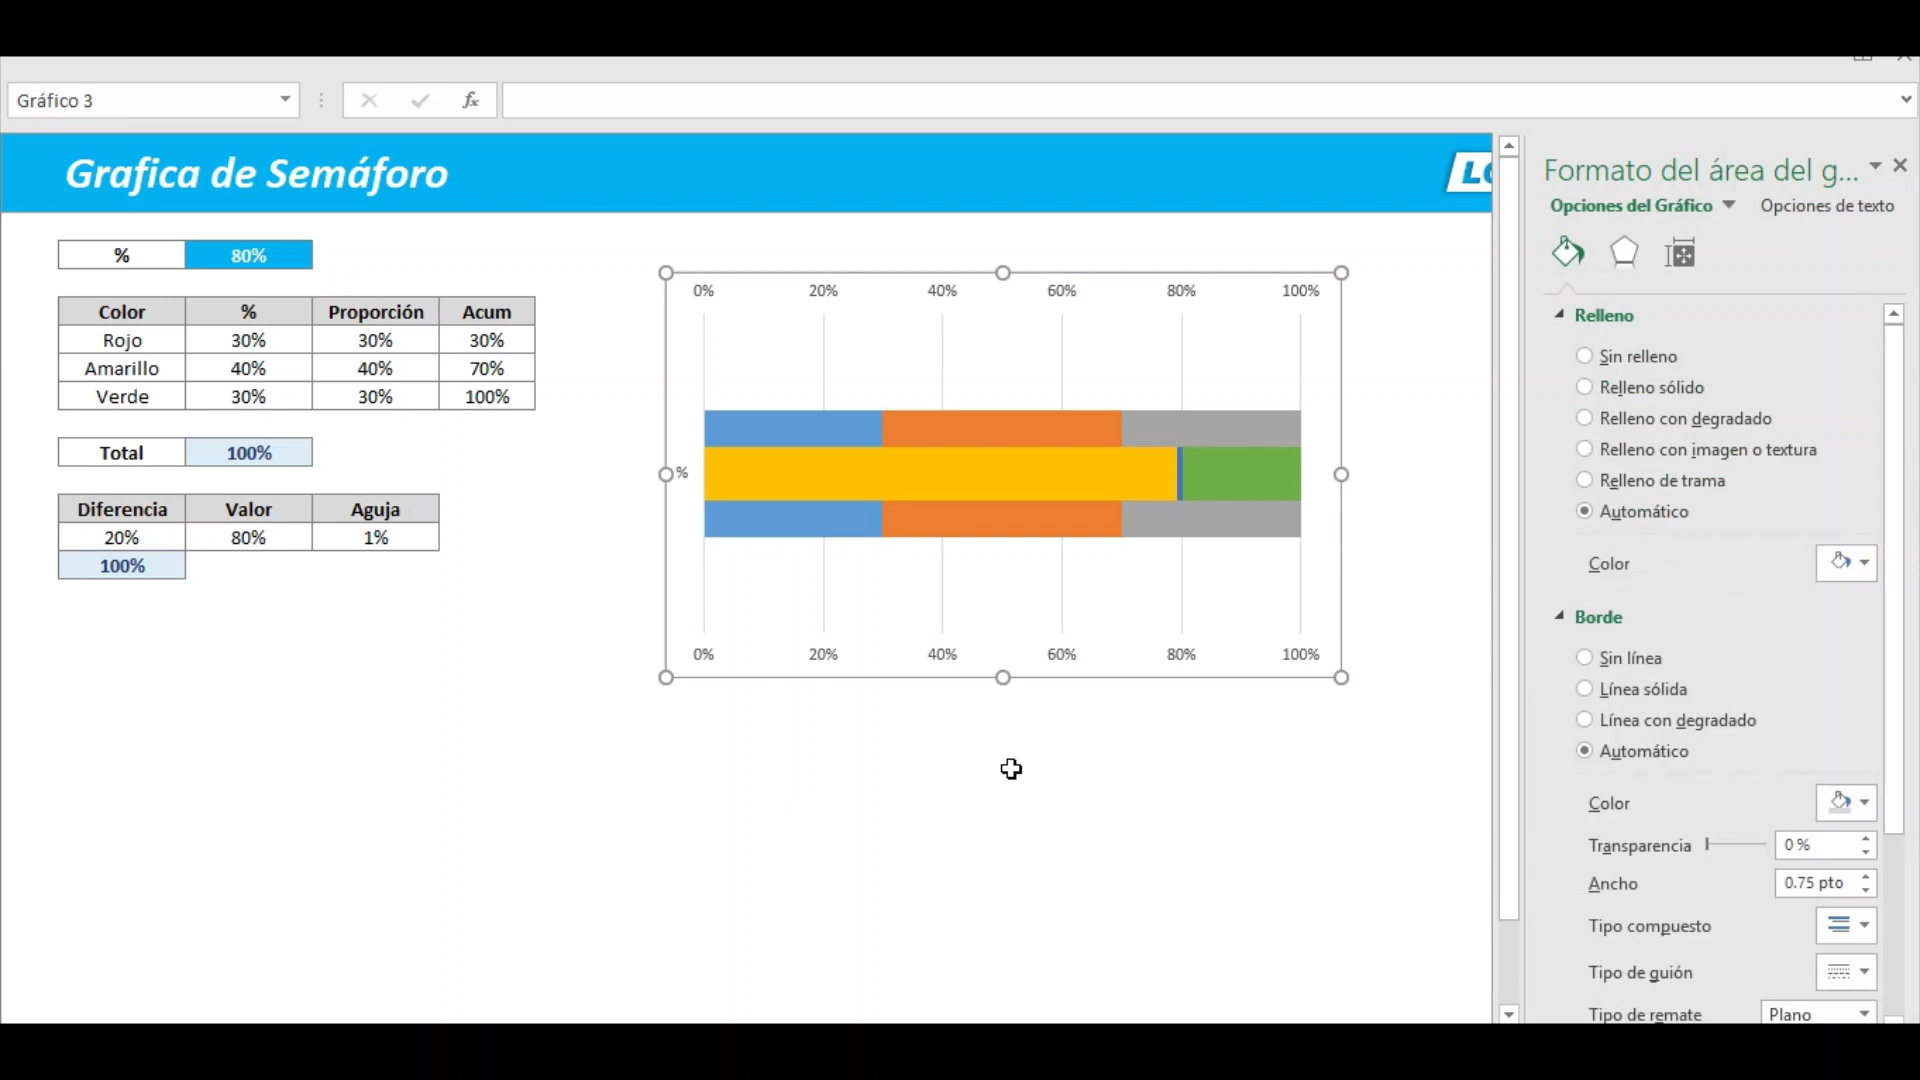 Gráfico 3
fx
Grafica de Semáforo
% 80%
Color % Proporción Acum
Rojo 30% 30% 30%
Amarillo 40% 40% 70%
Verde 30% 30% 100%
Total 100%
Diferencia Valor Aguja
20% 80% 1%
100%
0% 20% 40% 60% 80% 100%
%
0% 20% 40% 60% 80% 100%
Formato del área del g...
Opciones del Gráfico Opciones de texto
Relleno
Sin relleno
Relleno sólido
Relleno con degradado
Relleno con imagen o textura
Relleno de trama
Automático
Color
Borde
Sin línea
Línea sólida
Línea con degradado
Automático
Color
Transparencia 0 %
Ancho 0.75 pto
Tipo compuesto
Tipo de guión
Tipo de remate Plano